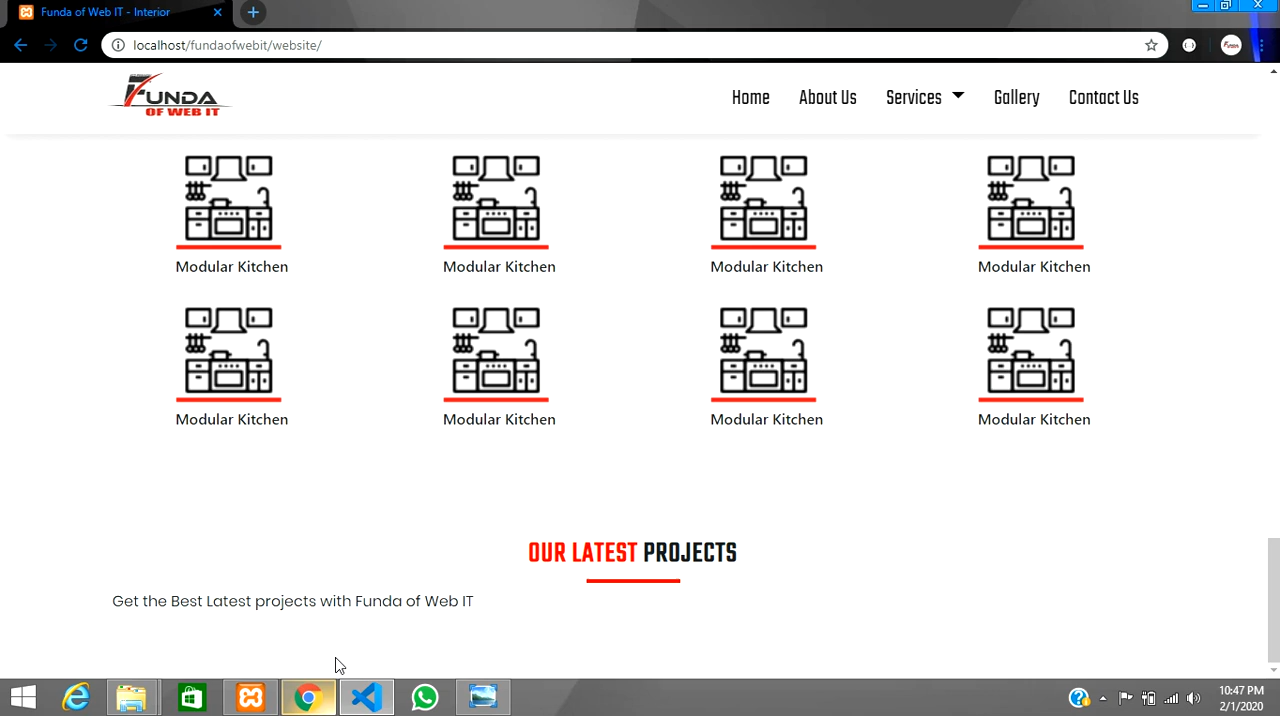 Funda of Web IT - Interior
localhost/fundaofwebit/website/
FUNDA
OF WEB IT
Home About Us Services Gallery Contact Us
Modular Kitchen Modular Kitchen Modular Kitchen Modular Kitchen
Modular Kitchen Modular Kitchen Modular Kitchen Modular Kitchen
OUR LATEST PROJECTS
Get the Best Latest projects with Funda of Web IT
10:47 PM
2/1/2020